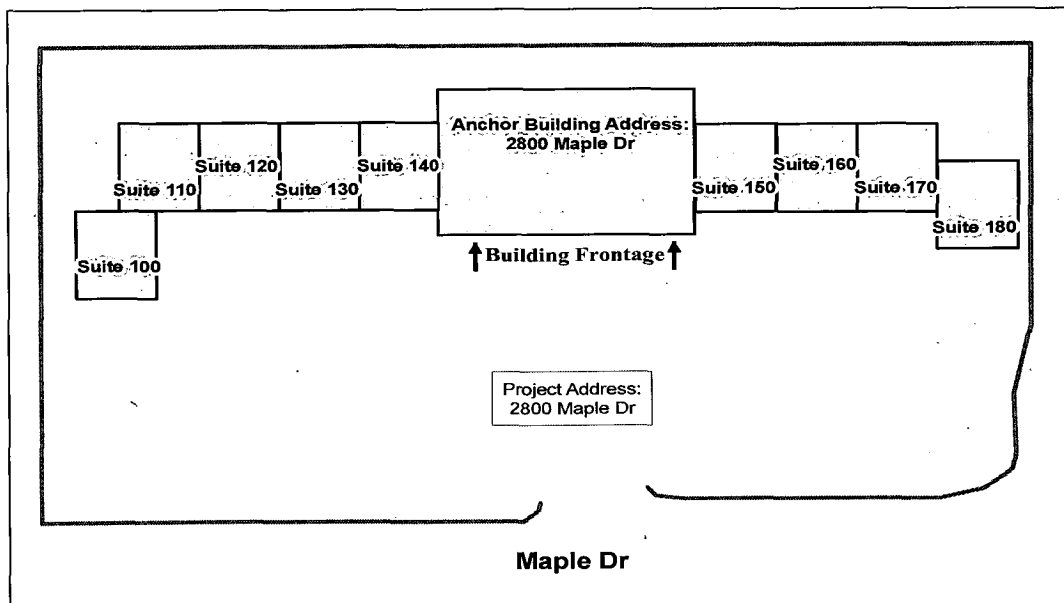 Anchor Building Address:
2800 Maple Dr
Suite 110
Suite 120
Suite 130
Suite 140
Suite 150
Suite 160
Suite 170
Suite 180
Suite 100
Building Frontage
Project Address:
2800 Maple Dr
Maple Dr